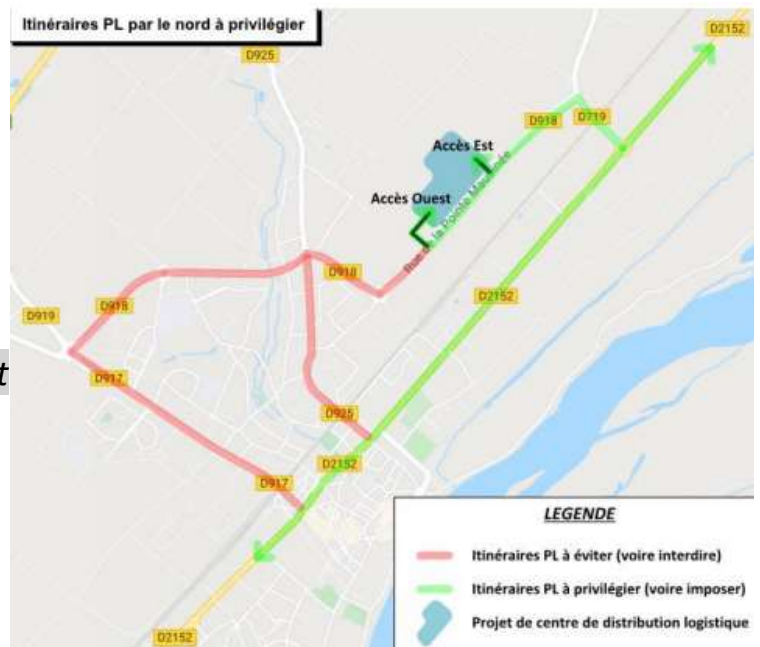 Itinéraires PL par le nord à privilégier
D2152
D925
D918
D719
Accès Est
Accès Ouest
Rue de la Pointe
D918
D2152
D918
D919
t
D917
D925
D2152
D917
LEGENDE
Itinéraires PL à éviter (voire interdire)
Itinéraires PL à privilégier (voire imposer)
Projet de centre de distribution logistique
D2152